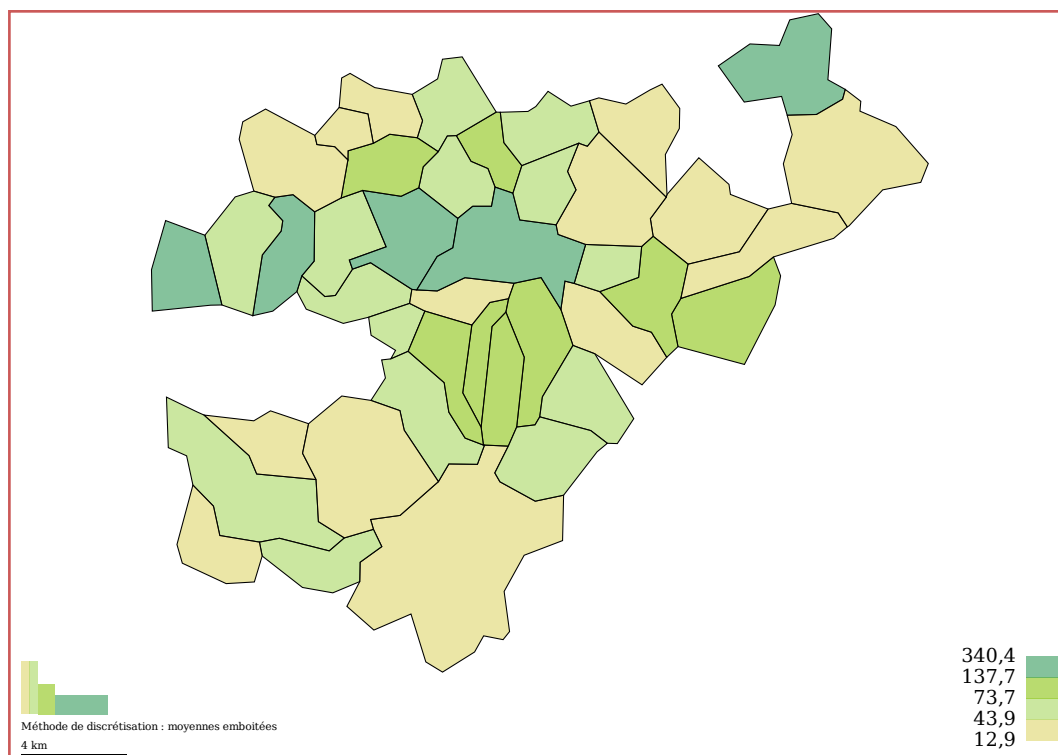 340,4
137,7
73,7
43,9
12,9
Méthode de discrétisation : moyennes emboitées
4 km